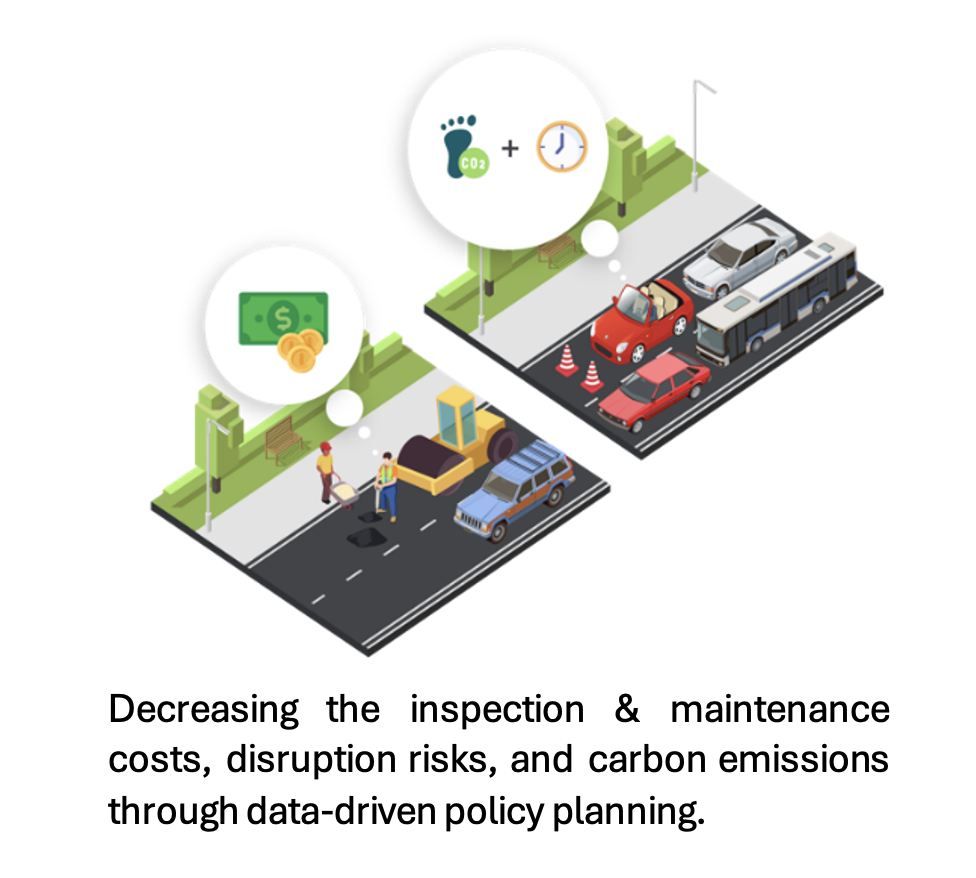 CO2
+
$
Decreasing the inspection & maintenance
costs, disruption risks, and carbon emissions
through data-driven policy planning.